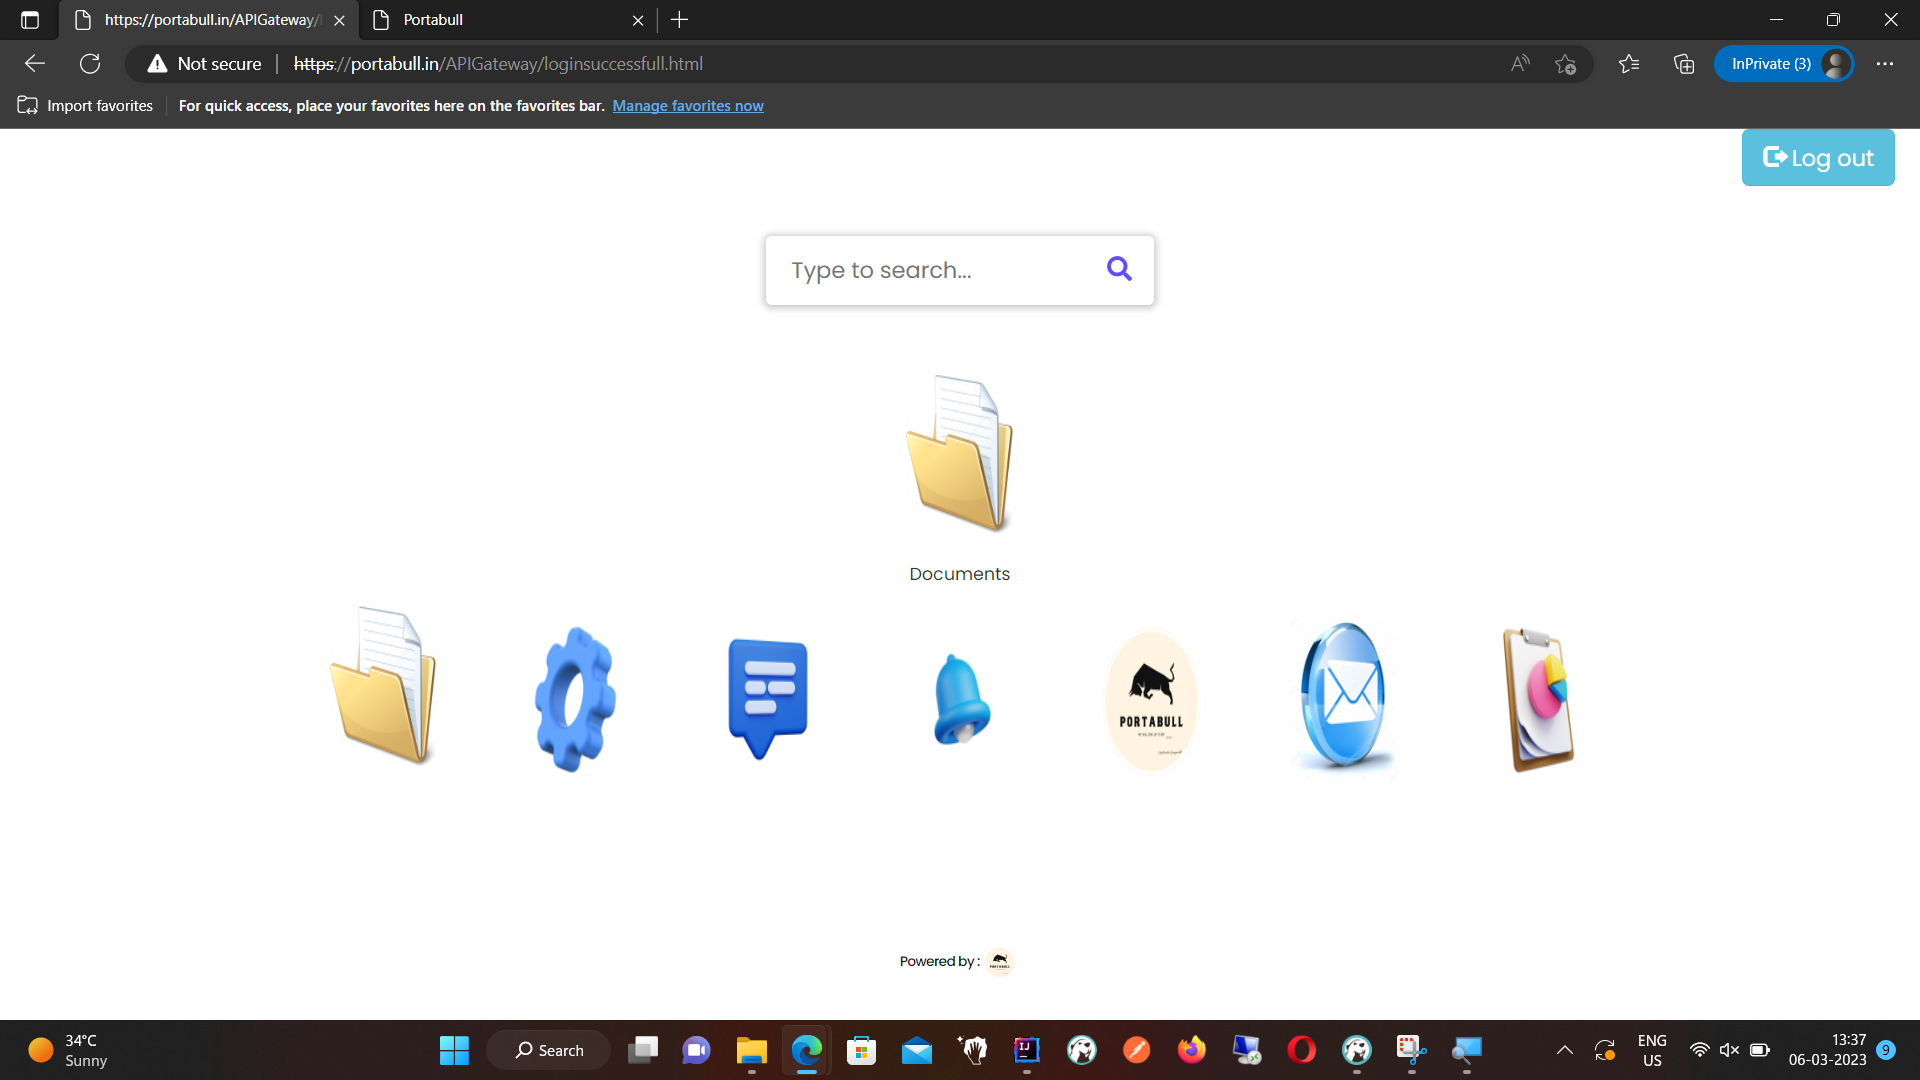 https://portabull.in/APIGateway/
Portabull
Not secure
https://portabull.in/APIGateway/loginsuccessfull.html
InPrivate (3)
Import favorites
For quick access, place your favorites here on the favorites bar. Manage favorites now
Log out
Type to search...
Documents
PORTABULL
Powered by :
PORTABULL
34°C
Sunny
Search
IJ
ENG
US
13:37
06-03-2023
9